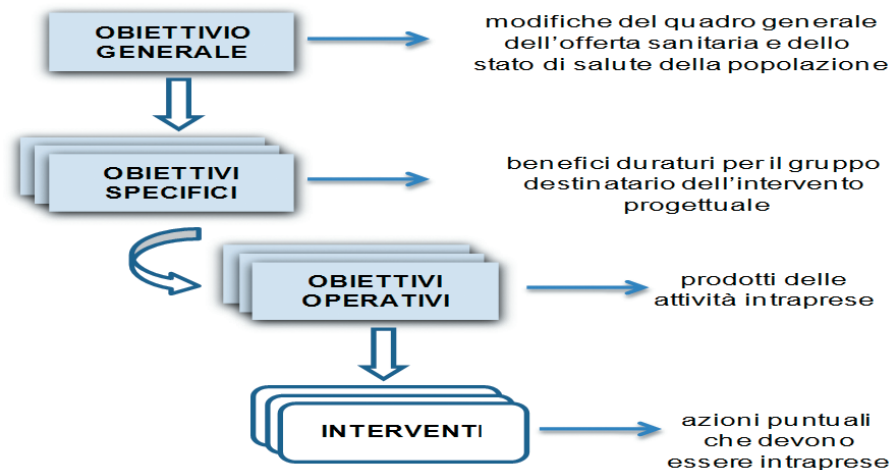 OBIETTIVIO
GENERALE
modifiche del quadro generale
dell'offerta sanitaria e dello
stato di salute della popolazione
OBIETTIVI
SPECIFICI
benefici duraturi per il gruppo
destinatario dell'intervento
progettuale
OBIETTIVI
OPERATIVI
prodotti delle
attività intraprese
INTERVENTI
azioni puntuali
che devono
essere intraprese